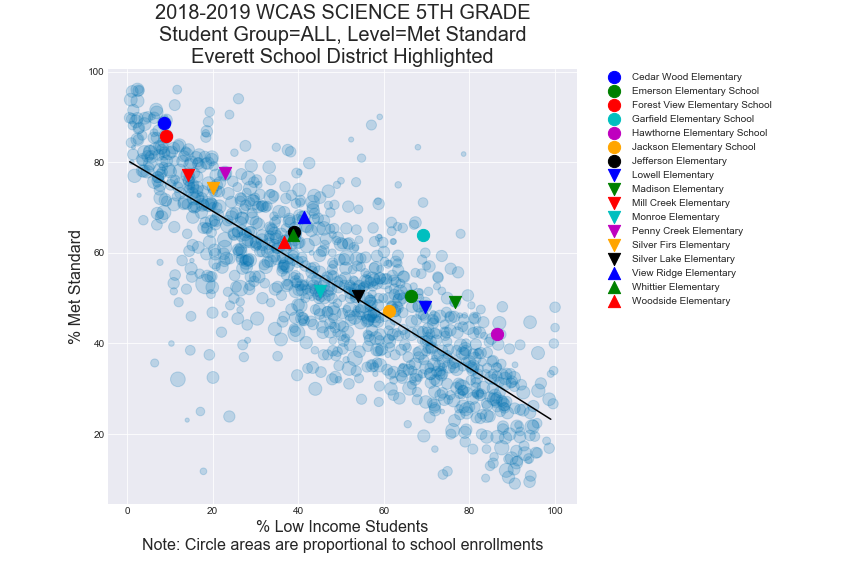 2018-2019 WCAS SCIENCE 5TH GRADE
Student Group=ALL, Level=Met Standard
Everett School District Highlighted
100
80
60
40
20
% Met Standard
0
20
40
60
80
100
% Low Income Students
Note: Circle areas are proportional to school enrollments
Cedar Wood Elementary
Emerson Elementary School
Forest View Elementary School
Garfield Elementary School
Hawthorne Elementary School
Jackson Elementary School
Jefferson Elementary
Lowell Elementary
Madison Elementary
Mill Creek Elementary
Monroe Elementary
Penny Creek Elementary
Silver Firs Elementary
Silver Lake Elementary
View Ridge Elementary
Whittier Elementary
Woodside Elementary